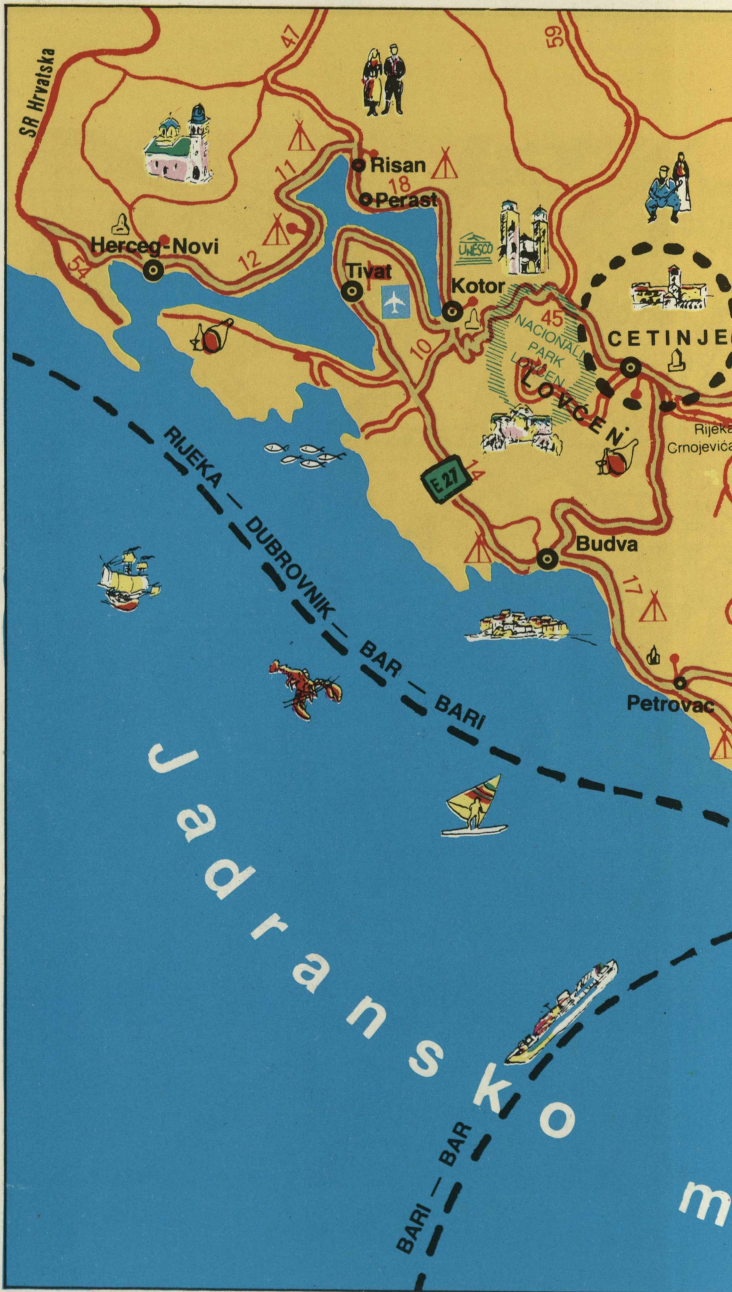 SR Hrvatska
47
59
11
Risan
18
Perast
Herceg-Novi
54
12
UNESCO
Tivat
Kotor
10
45
NACIONALNI
PARK
LOVĆEN
CETINJE
LOVĆEN
Rijeka
Crnojevića
E 27
14
Budva
17
Petrovac
RIJEKA — DUBROVNIK — BAR — BARI
Jadransko
m
BARI — BAR